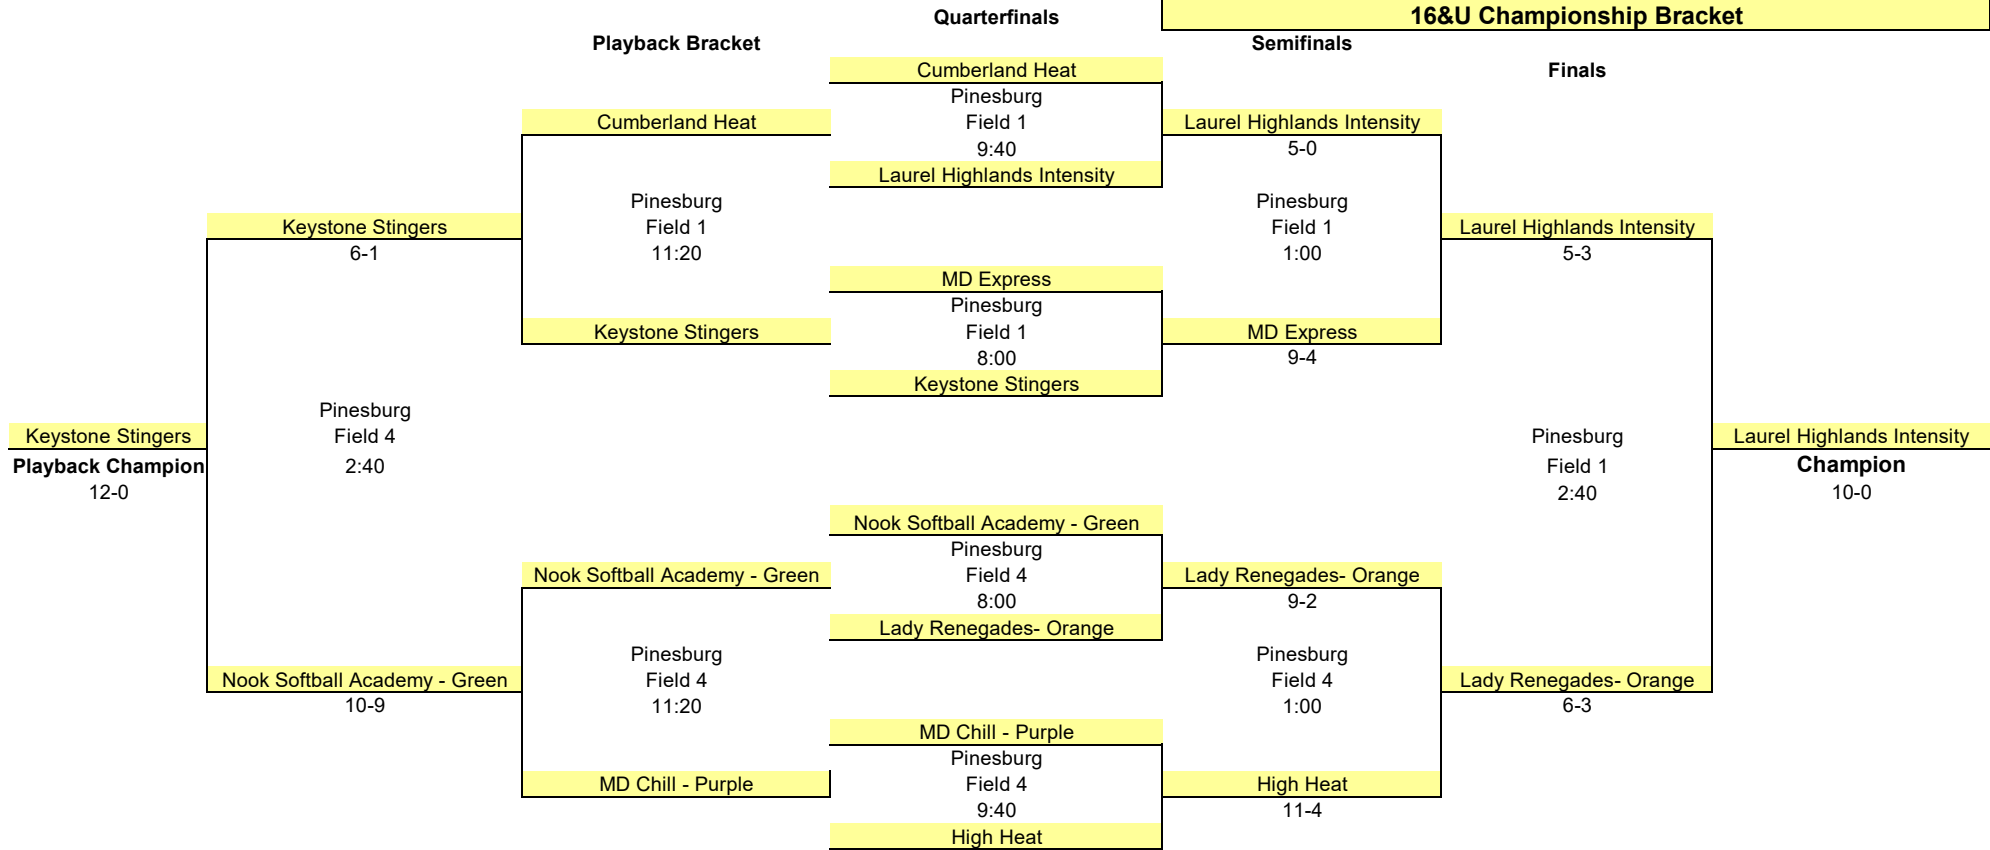 16&U Championship Bracket
Quarterfinals
Playback Bracket
Semifinals
Cumberland Heat
Finals
Pinesburg
Cumberland Heat
Field 1
Laurel Highlands Intensity
9:40
5-0
Laurel Highlands Intensity
Pinesburg
Pinesburg
Keystone Stingers
Field 1
Field 1
Laurel Highlands Intensity
6-1
11:20
1:00
5-3
MD Express
Pinesburg
Keystone Stingers
Field 1
MD Express
8:00
9-4
Keystone Stingers
Pinesburg
Keystone Stingers
Field 4
Pinesburg
Laurel Highlands Intensity
Playback Champion
2:40
Field 1
Champion
12-0
2:40
10-0
Nook Softball Academy - Green
Pinesburg
Nook Softball Academy - Green
Field 4
Lady Renegades- Orange
8:00
9-2
Lady Renegades- Orange
Pinesburg
Pinesburg
Nook Softball Academy - Green
Field 4
Field 4
Lady Renegades- Orange
10-9
11:20
1:00
6-3
MD Chill - Purple
Pinesburg
MD Chill - Purple
Field 4
High Heat
9:40
11-4
High Heat